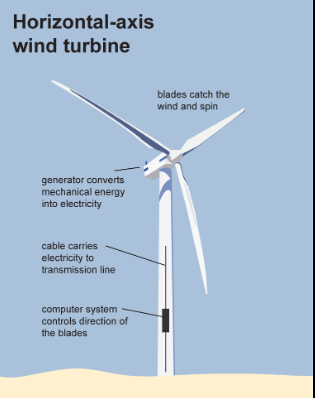 Horizontal-axis
wind turbine
blades catch the
wind and spin
generator converts
mechanical energy
into electricity
cable carries
electricity to
transmission line
computer system
controls direction of
the blades